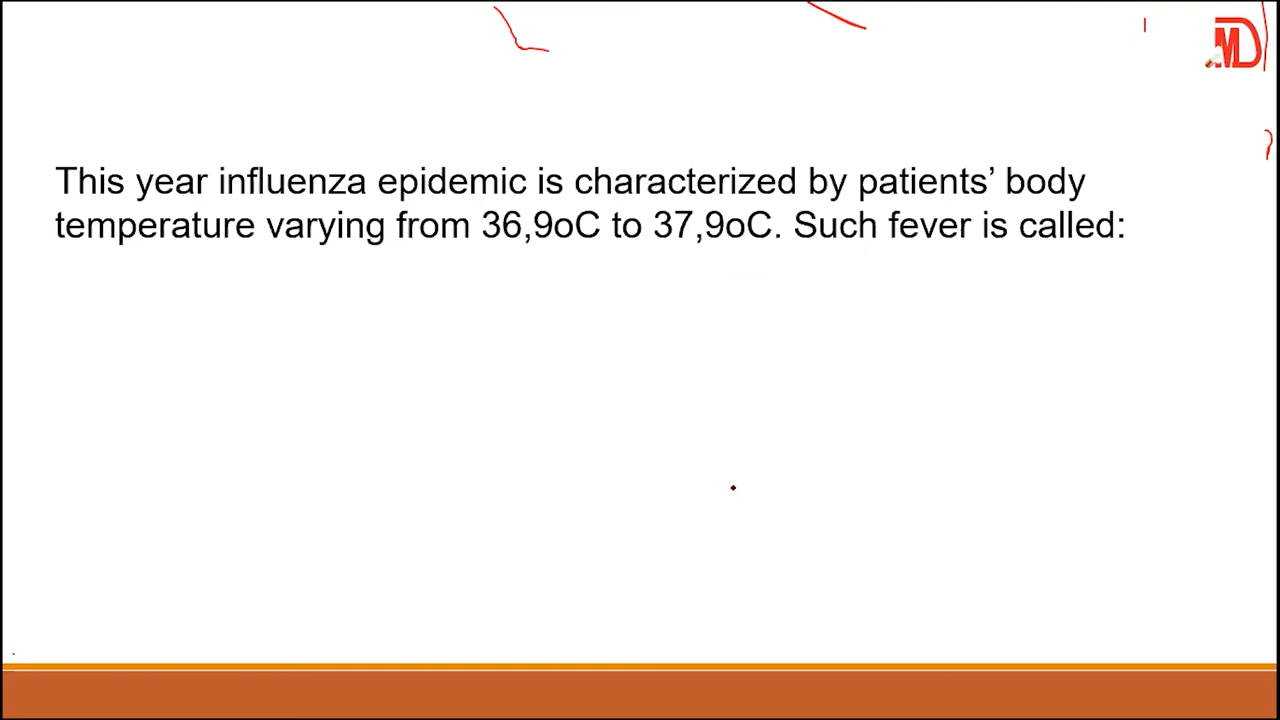 MD
This year influenza epidemic is characterized by patients’ body
temperature varying from 36,9oC to 37,9oC. Such fever is called: